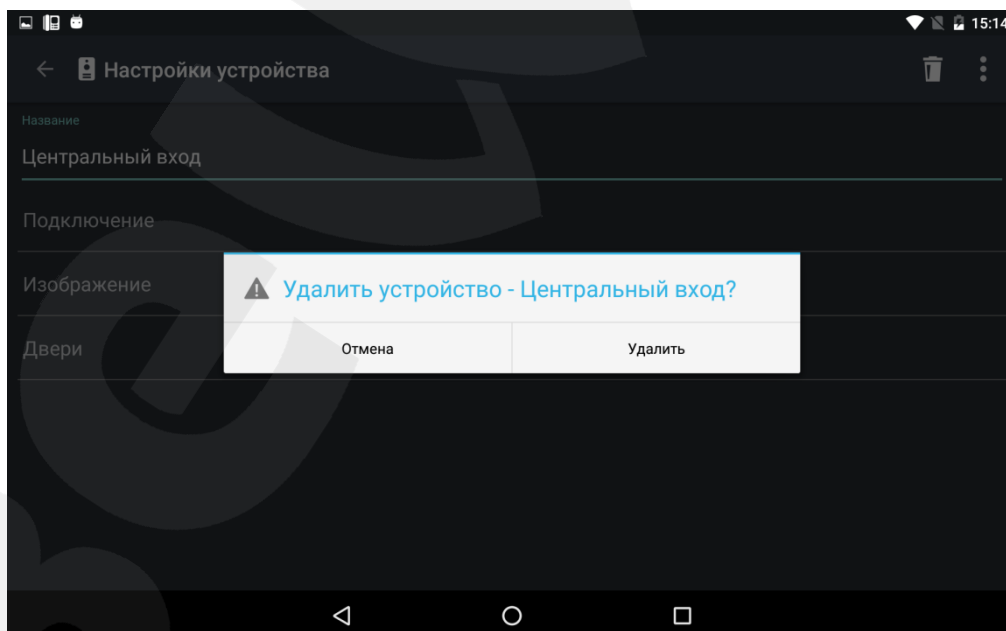 15:14
Настройки устройства
Название
Центральный вход
Подключение
Изображение
Двери
Удалить устройство - Центральный вход?
Отмена
Удалить